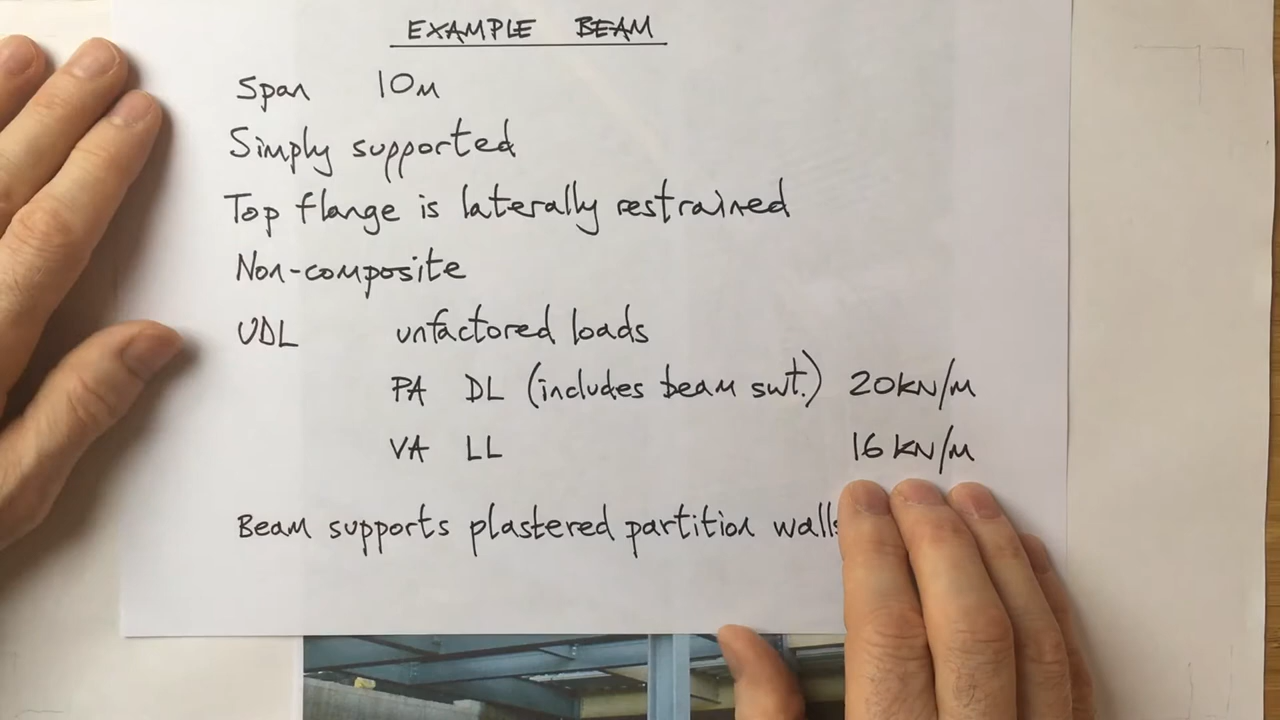 EXAMPLE BEAM
Span 10m
Simply supported
Top flange is laterally restrained
Non-composite
UDL unfactored loads
PA DL (includes beam swt.) 20kN/m
VA LL 16kN/m
Beam supports plastered partition walls